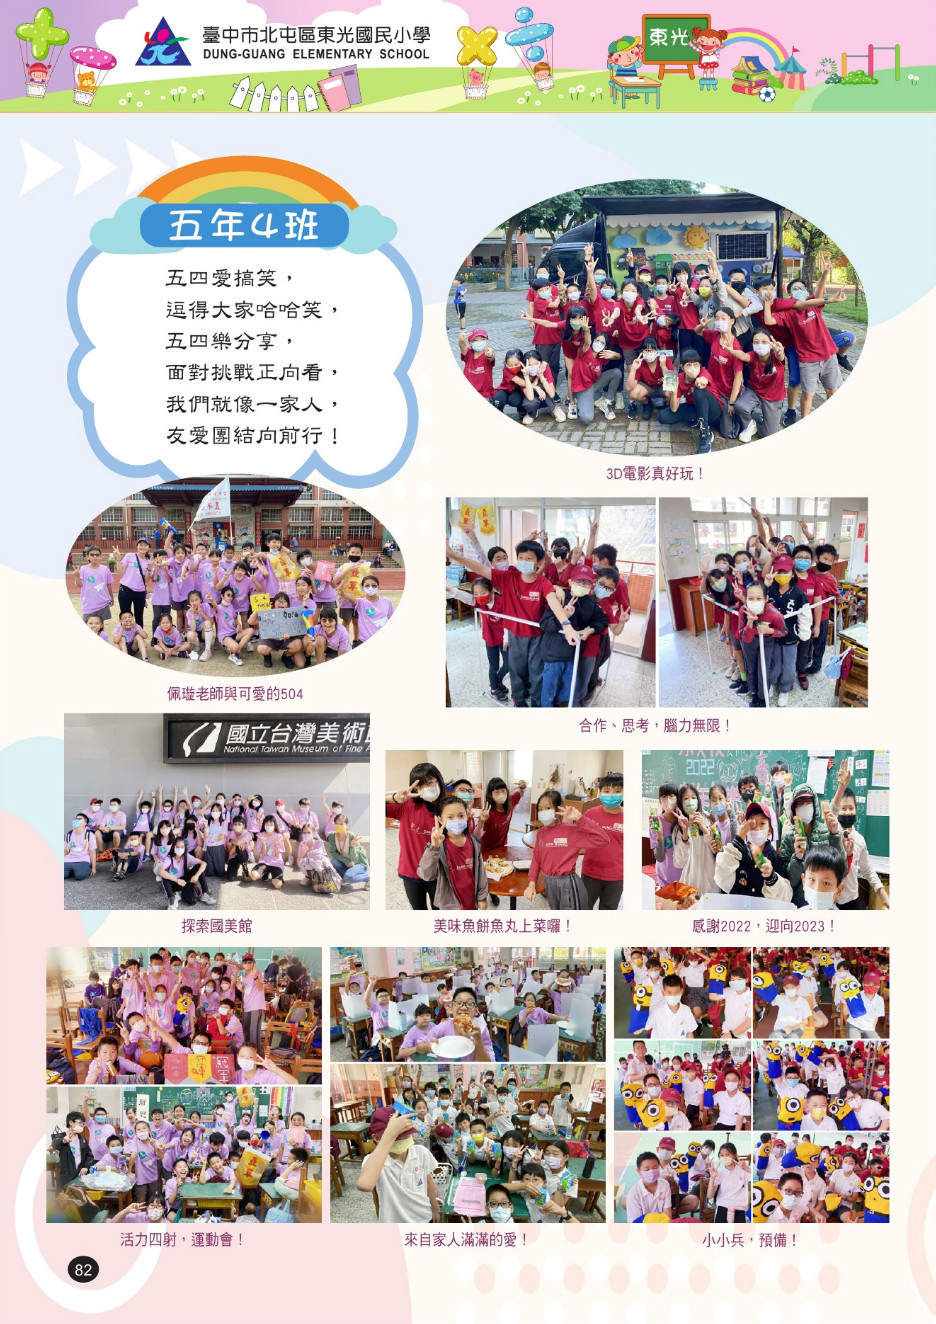 臺中市北屯區東光國民小學
DUNG-GUANG ELEMENTARY SCHOOL
東光
五年4班
五四愛搞笑，
逗得大家哈哈笑，
五四樂分享，
面對挑戰正向看，
我們就像一家人，
友愛團結向前行！
3D電影真好玩！
佩璇老師與可愛的504
合作、思考，腦力無限！
國立台灣美術館
National Taiwan Museum of Fine A
探索國美館
美味魚餅魚丸上菜囉！
2022
感謝2022，迎向2023！
冠軍
活力四射，運動會！
來自家人滿滿的愛！
小小兵，預備！
82